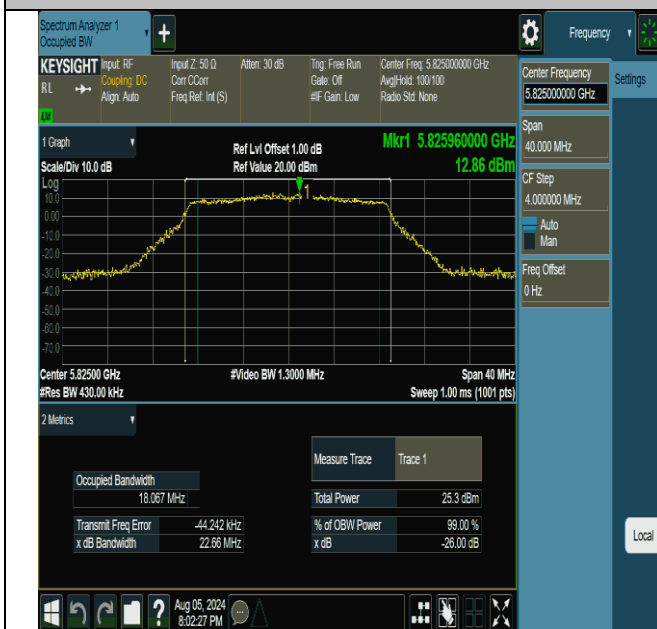 Spectrum Analyzer 1
Occupied BW
Frequency
KEYSIGHT
Input: RF
Input Z: 50 Ω
Atten: 30 dB
Trig: Free Run
Center Freq: 5.825000000 GHz
RL
Coupling: DC
Corr CCorr
Gate: Off
Avg|Hold: 100/100
Align: Auto
Freq Ref: Int (S)
#IF Gain: Low
Radio Std: None
LM
Center Frequency
5.825000000 GHz
Settings
Span
40.000 MHz
CF Step
4.000000 MHz
Auto
Man
Freq Offset
0 Hz
1 Graph
Ref Lvl Offset 1.00 dB
Mkr1 5.825960000 GHz
Scale/Div 10.0 dB
Ref Value 20.00 dBm
12.86 dBm
Log
10.0
1
0.00
-10.0
-20.0
-30.0
-40.0
-50.0
-60.0
-70.0
Center 5.82500 GHz
#Video BW 1.3000 MHz
Span 40 MHz
#Res BW 430.00 kHz
Sweep 1.00 ms (1001 pts)
2 Metrics
Measure Trace
Trace 1
Occupied Bandwidth
18.067 MHz
Total Power
25.3 dBm
Transmit Freq Error
-44.242 kHz
% of OBW Power
99.00 %
x dB Bandwidth
22.66 MHz
x dB
-26.00 dB
Local
?
Aug 05, 2024
8:02:27 PM